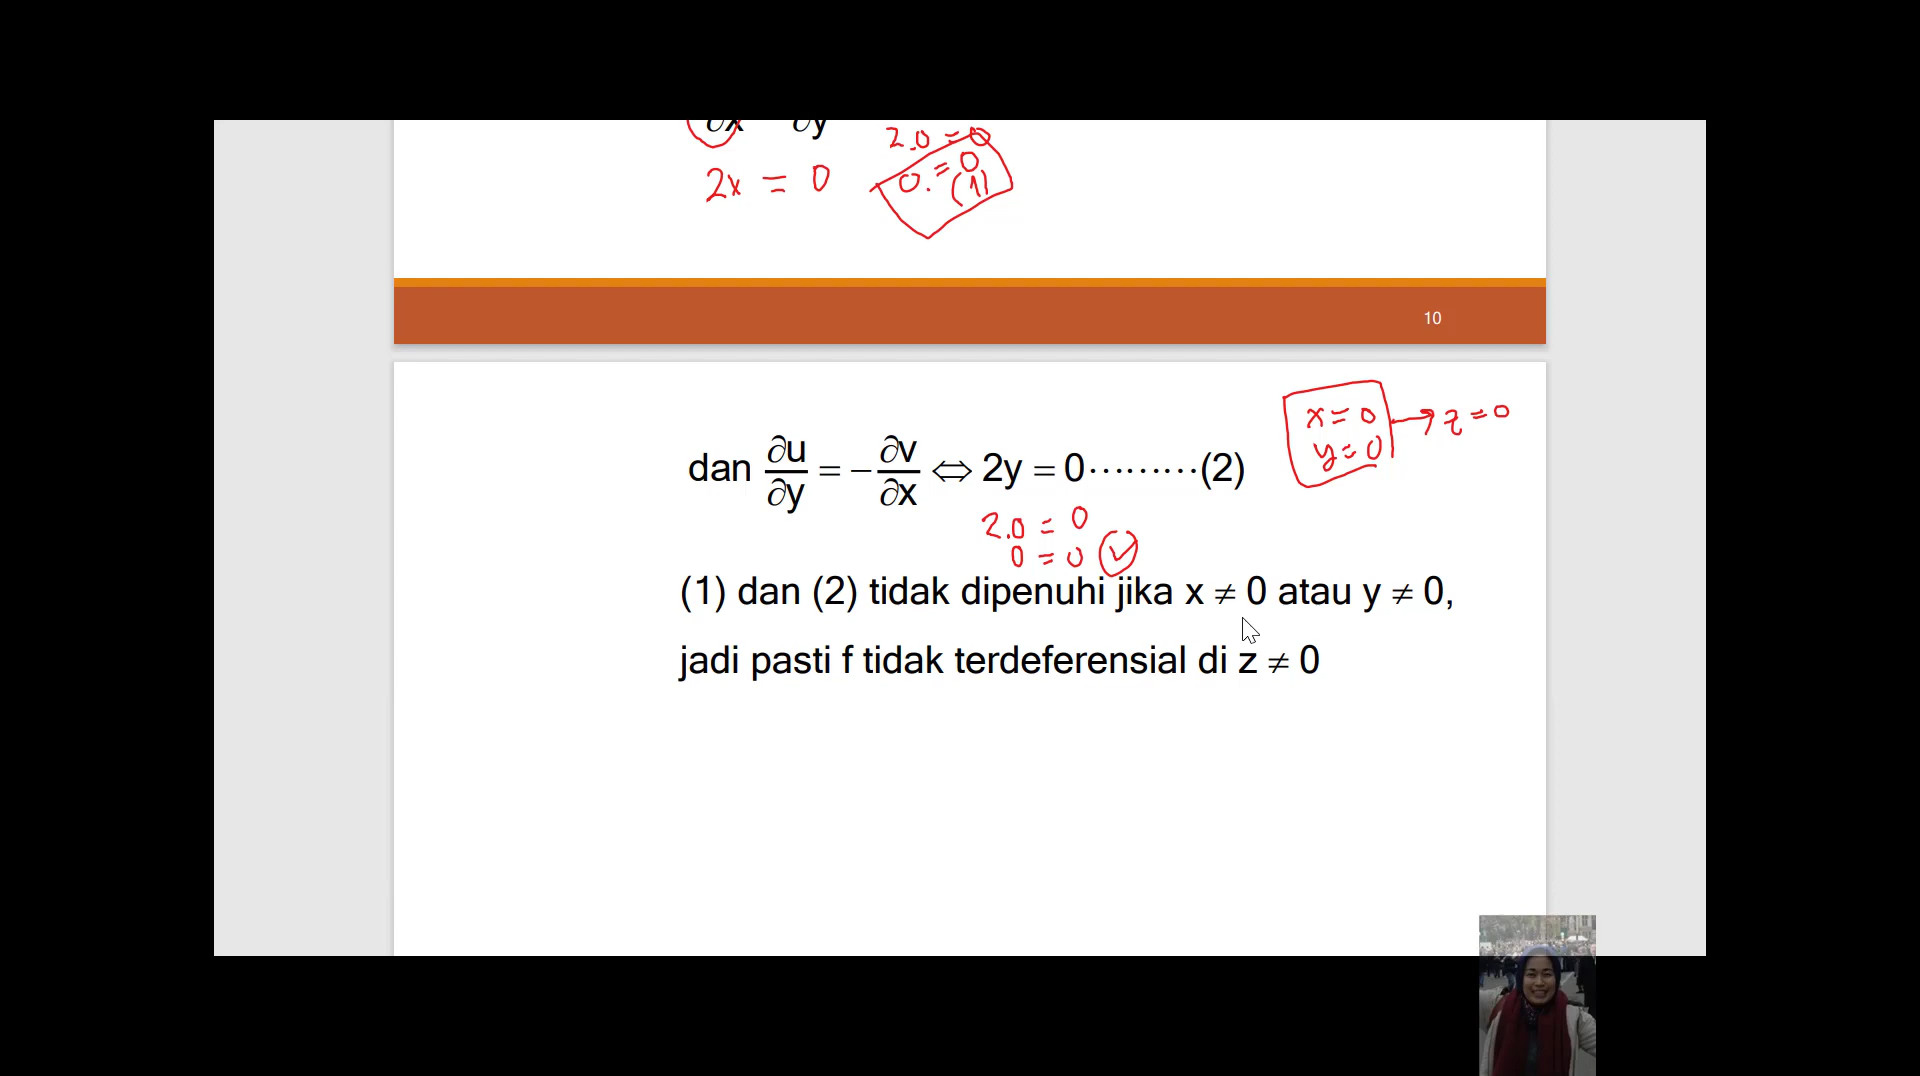 ∂x ∂y
2.0 = 0
0. = 0
(1)
2x = 0
10
x = 0 → z = 0
y = 0
dan ∂u/∂y = −∂v/∂x ⇔ 2y = 0·········(2)
2.0 = 0
0 = 0 ✓
(1) dan (2) tidak dipenuhi jika x ≠ 0 atau y ≠ 0,
jadi pasti f tidak terdeferensial di z ≠ 0